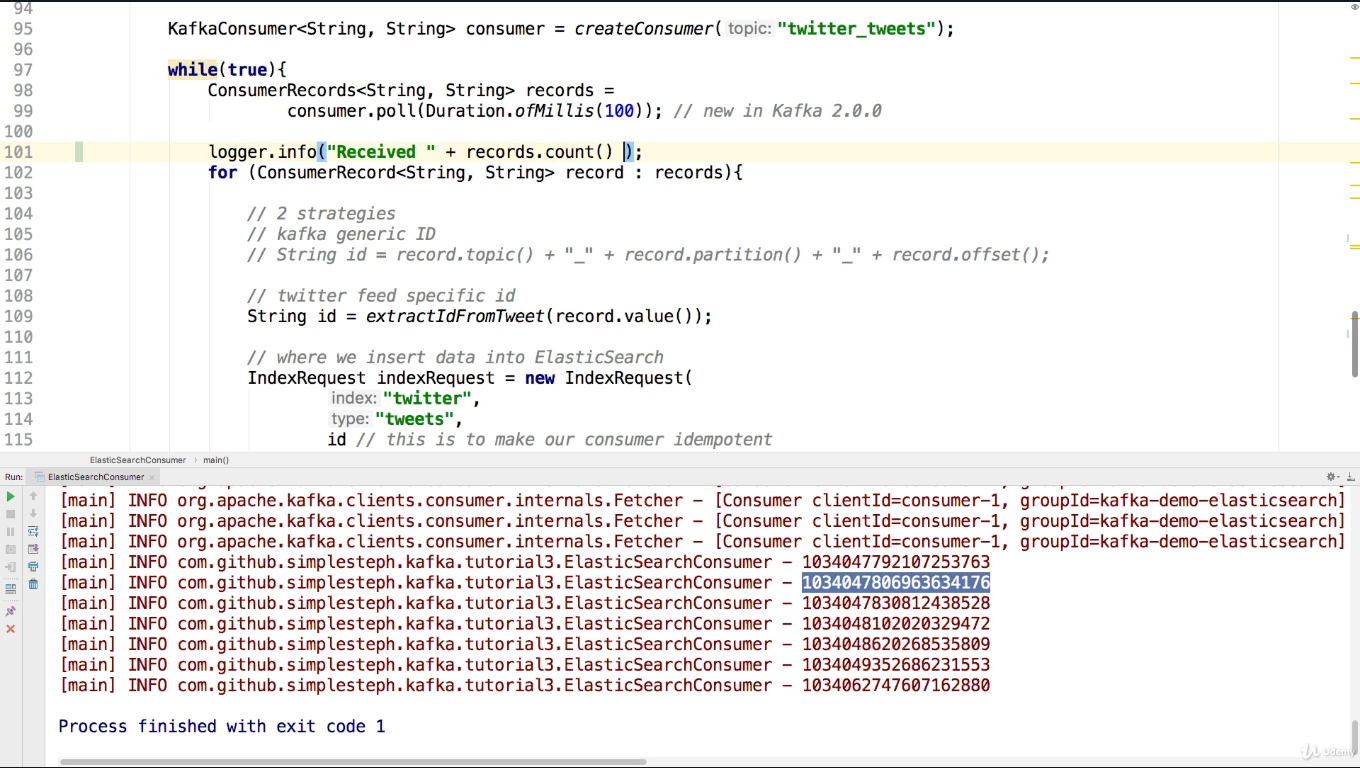 94
95 KafkaConsumer<String, String> consumer = createConsumer( topic: "twitter_tweets");
96
97 while(true){
98 ConsumerRecords<String, String> records =
99 consumer.poll(Duration.ofMillis(100)); // new in Kafka 2.0.0
100
101 logger.info("Received " + records.count() );
102 for (ConsumerRecord<String, String> record : records){
103
104 // 2 strategies
105 // kafka generic ID
106 // String id = record.topic() + "_" + record.partition() + "_" + record.offset();
107
108 // twitter feed specific id
109 String id = extractIdFromTweet(record.value());
110
111 // where we insert data into ElasticSearch
112 IndexRequest indexRequest = new IndexRequest(
113 index: "twitter",
114 type: "tweets",
115 id // this is to make our consumer idempotent
ElasticSearchConsumer › main()
Run: ElasticSearchConsumer ×
[main] INFO org.apache.kafka.clients.consumer.internals.Fetcher - [Consumer clientId=consumer-1, groupId=kafka-demo-elasticsearch]
[main] INFO org.apache.kafka.clients.consumer.internals.Fetcher - [Consumer clientId=consumer-1, groupId=kafka-demo-elasticsearch]
[main] INFO org.apache.kafka.clients.consumer.internals.Fetcher - [Consumer clientId=consumer-1, groupId=kafka-demo-elasticsearch]
[main] INFO com.github.simplesteph.kafka.tutorial3.ElasticSearchConsumer - 1034047792107253763
[main] INFO com.github.simplesteph.kafka.tutorial3.ElasticSearchConsumer - 1034047806963634176
[main] INFO com.github.simplesteph.kafka.tutorial3.ElasticSearchConsumer - 1034047830812438528
[main] INFO com.github.simplesteph.kafka.tutorial3.ElasticSearchConsumer - 1034048102020329472
[main] INFO com.github.simplesteph.kafka.tutorial3.ElasticSearchConsumer - 1034048620268535809
[main] INFO com.github.simplesteph.kafka.tutorial3.ElasticSearchConsumer - 1034049352686231553
[main] INFO com.github.simplesteph.kafka.tutorial3.ElasticSearchConsumer - 1034062747607162880
Process finished with exit code 1
Udemy